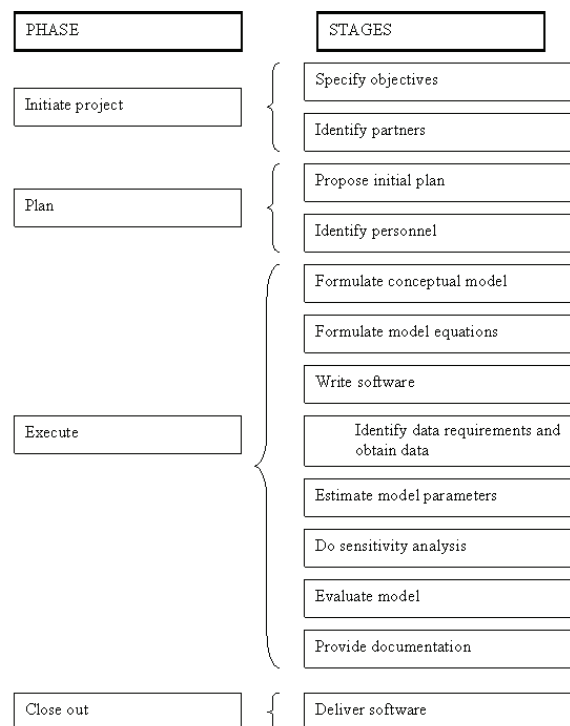 PHASE
STAGES
Initiate project
Specify objectives
Identify partners
Plan
Propose initial plan
Identify personnel
Execute
Formulate conceptual model
Formulate model equations
Write software
Identify data requirements and
obtain data
Estimate model parameters
Do sensitivity analysis
Evaluate model
Provide documentation
Close out
Deliver software